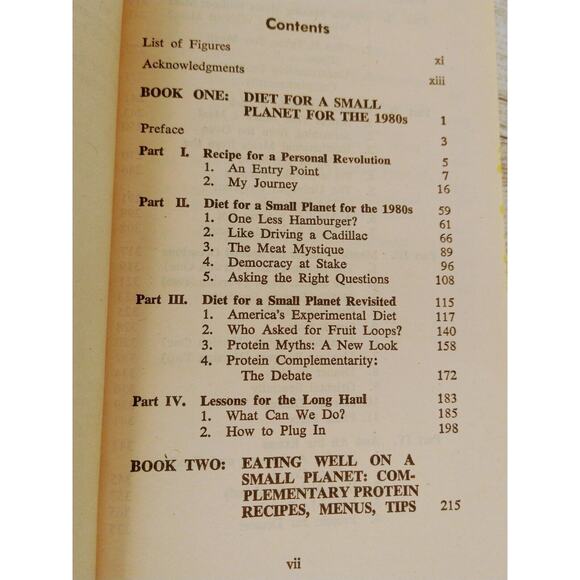 Contents
List of Figures xi
Acknowledgments xiii
BOOK ONE: DIET FOR A SMALL
PLANET FOR THE 1980s 1
Preface 3
Part I. Recipe for a Personal Revolution 5
1. An Entry Point 7
2. My Journey 16
Part II. Diet for a Small Planet for the 1980s 59
1. One Less Hamburger? 61
2. Like Driving a Cadillac 66
3. The Meat Mystique 89
4. Democracy at Stake 96
5. Asking the Right Questions 108
Part III. Diet for a Small Planet Revisited 115
1. America's Experimental Diet 117
2. Who Asked for Fruit Loops? 140
3. Protein Myths: A New Look 158
4. Protein Complementarity:
The Debate 172
Part IV. Lessons for the Long Haul 183
1. What Can We Do? 185
2. How to Plug In 198
BOOK TWO: EATING WELL ON A
SMALL PLANET: COM-
PLEMENTARY PROTEIN
RECIPES, MENUS, TIPS 215
vii